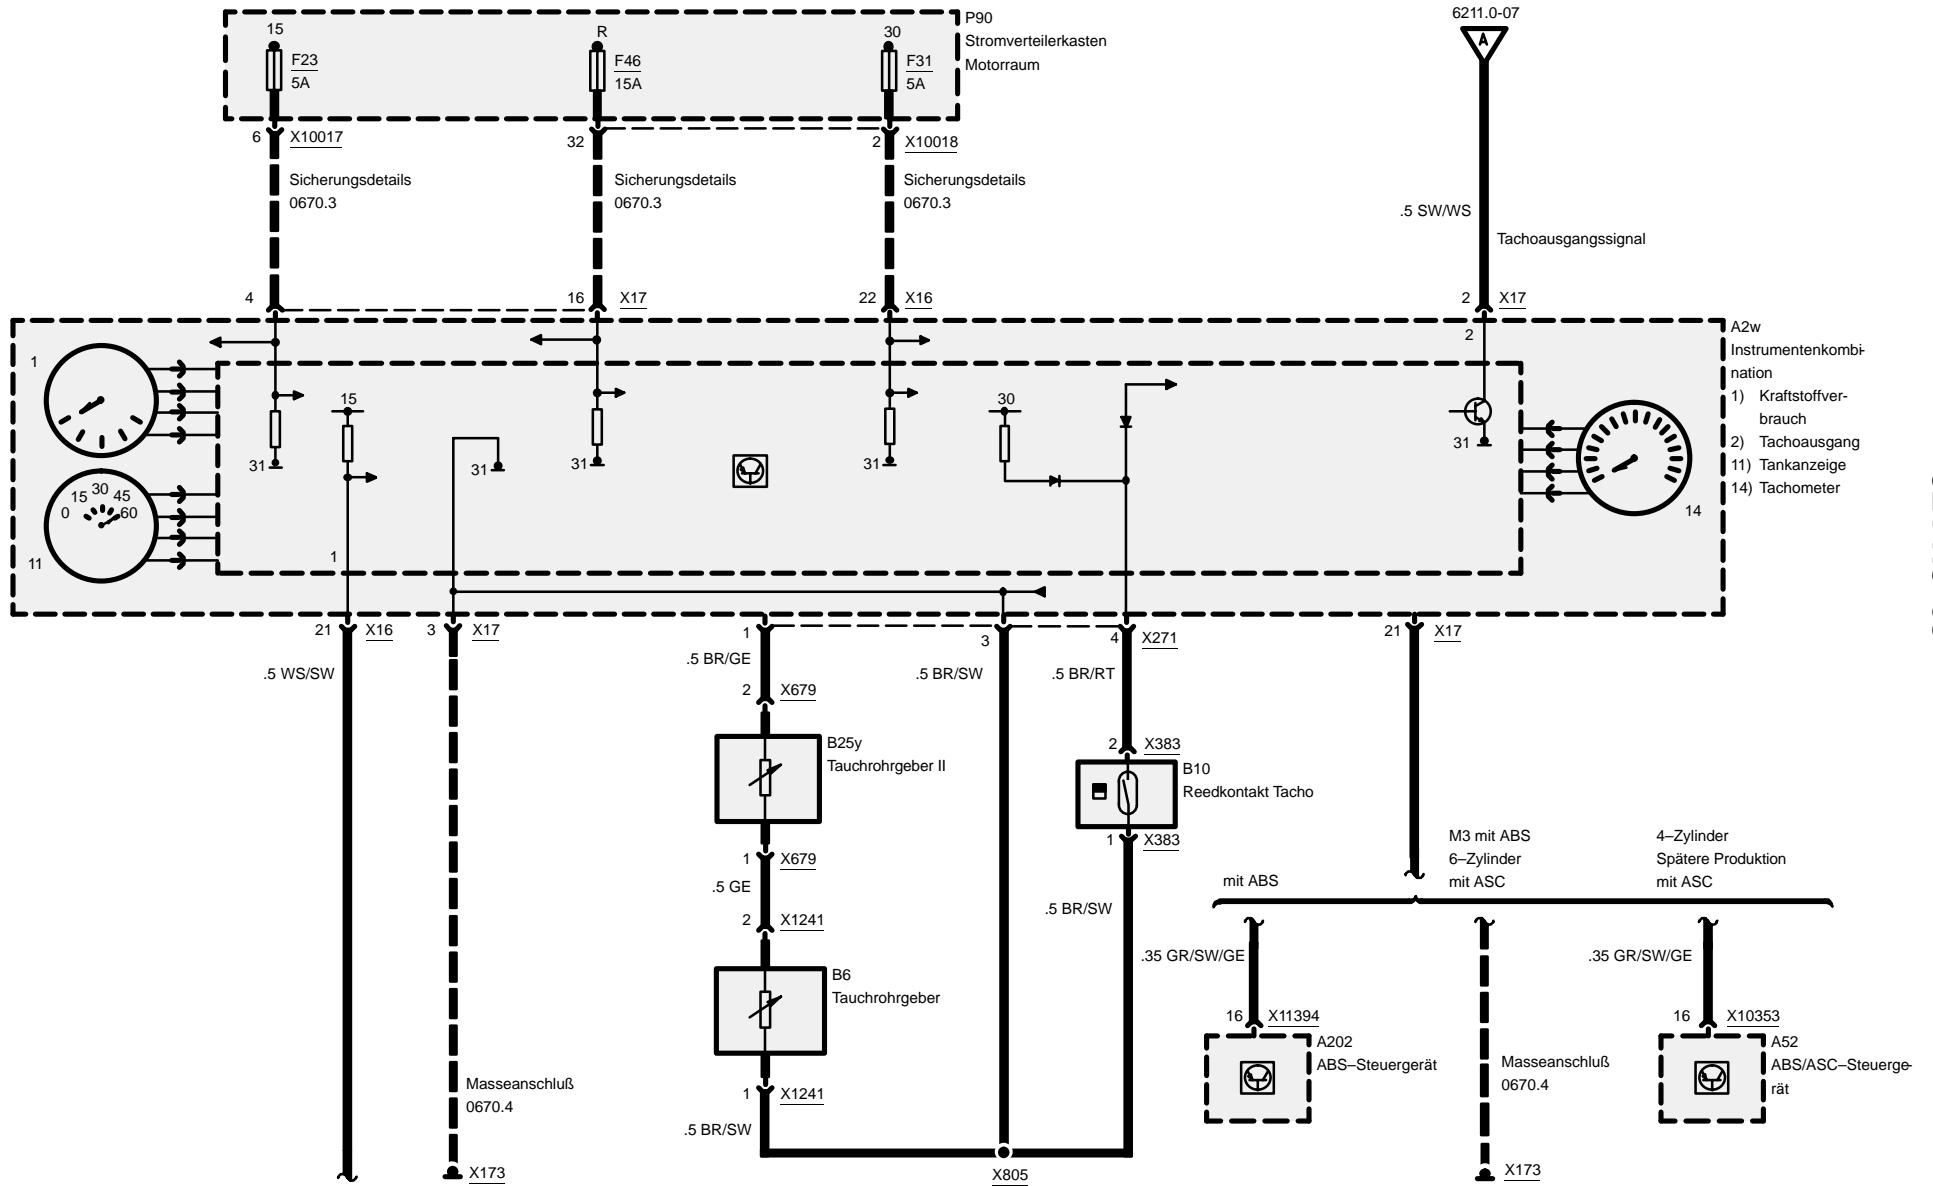 6211.0-07
A
P90
Stromverteilerkasten
Motorraum
15
F23
5A
R
F46
15A
30
F31
5A
6
X10017
32
2
X10018
Sicherungsdetails
0670.3
Sicherungsdetails
0670.3
Sicherungsdetails
0670.3
.5 SW/WS
Tachoausgangssignal
4
16
X17
22
X16
2
X17
A2w
Instrumentenkombi-
nation
1) Kraftstoffver-
brauch
2) Tachoausgang
11) Tankanzeige
14) Tachometer
1
2
15
30
31
31
31
31
31
0
15
30
45
60
11
14
1
21
X16
3
X17
1
3
4
X271
21
X17
.5 WS/SW
.5 BR/GE
.5 BR/SW
.5 BR/RT
2
X679
B25y
Tauchrohrgeber II
2
X383
B10
Reedkontakt Tacho
1
X383
1
X679
.5 GE
2
X1241
.5 BR/SW
M3 mit ABS
6–Zylinder
mit ASC
4–Zylinder
Spätere Produktion
mit ASC
mit ABS
.35 GR/SW/GE
.35 GR/SW/GE
B6
Tauchrohrgeber
16
X11394
16
X10353
A202
ABS–Steuergerät
A52
ABS/ASC–Steuerge-
rät
Masseanschluß
0670.4
Masseanschluß
0670.4
1
X1241
.5 BR/SW
X173
X805
X173